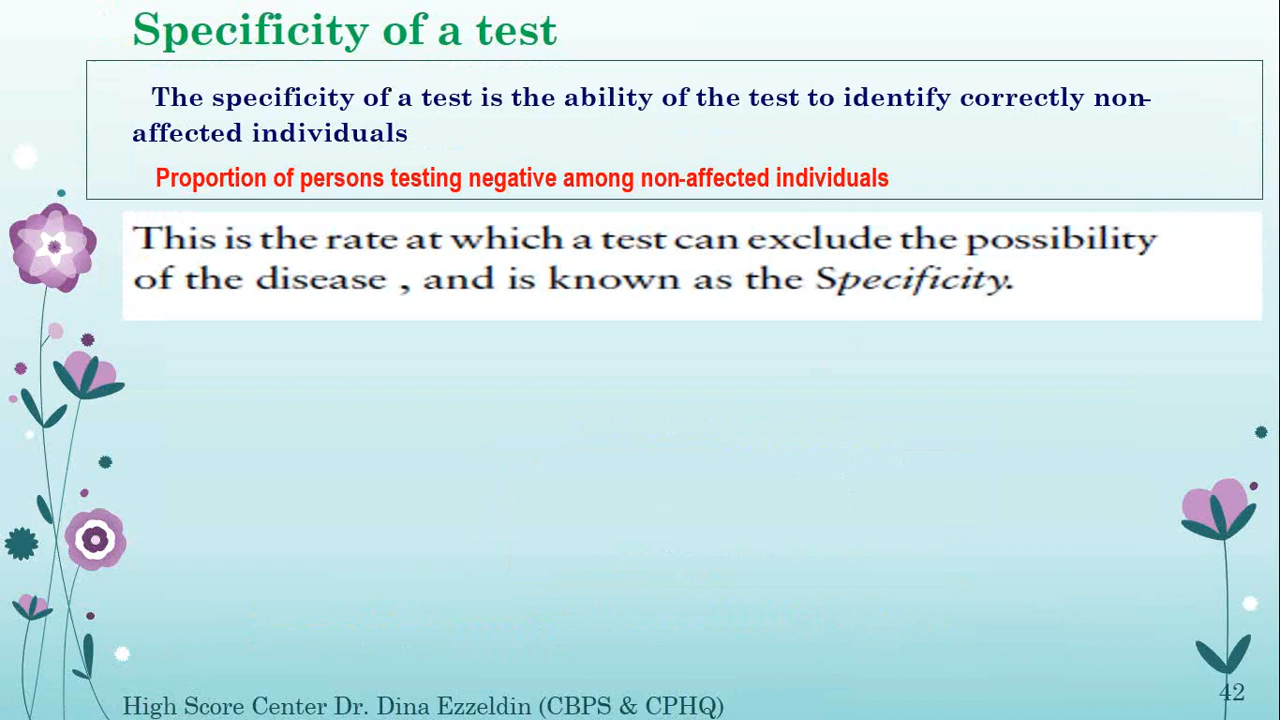 Specificity of a test
The specificity of a test is the ability of the test to identify correctly non-
affected individuals
Proportion of persons testing negative among non-affected individuals
This is the rate at which a test can exclude the possibility
of the disease , and is known as the Specificity.
High Score Center Dr. Dina Ezzeldin (CBPS & CPHQ)
42